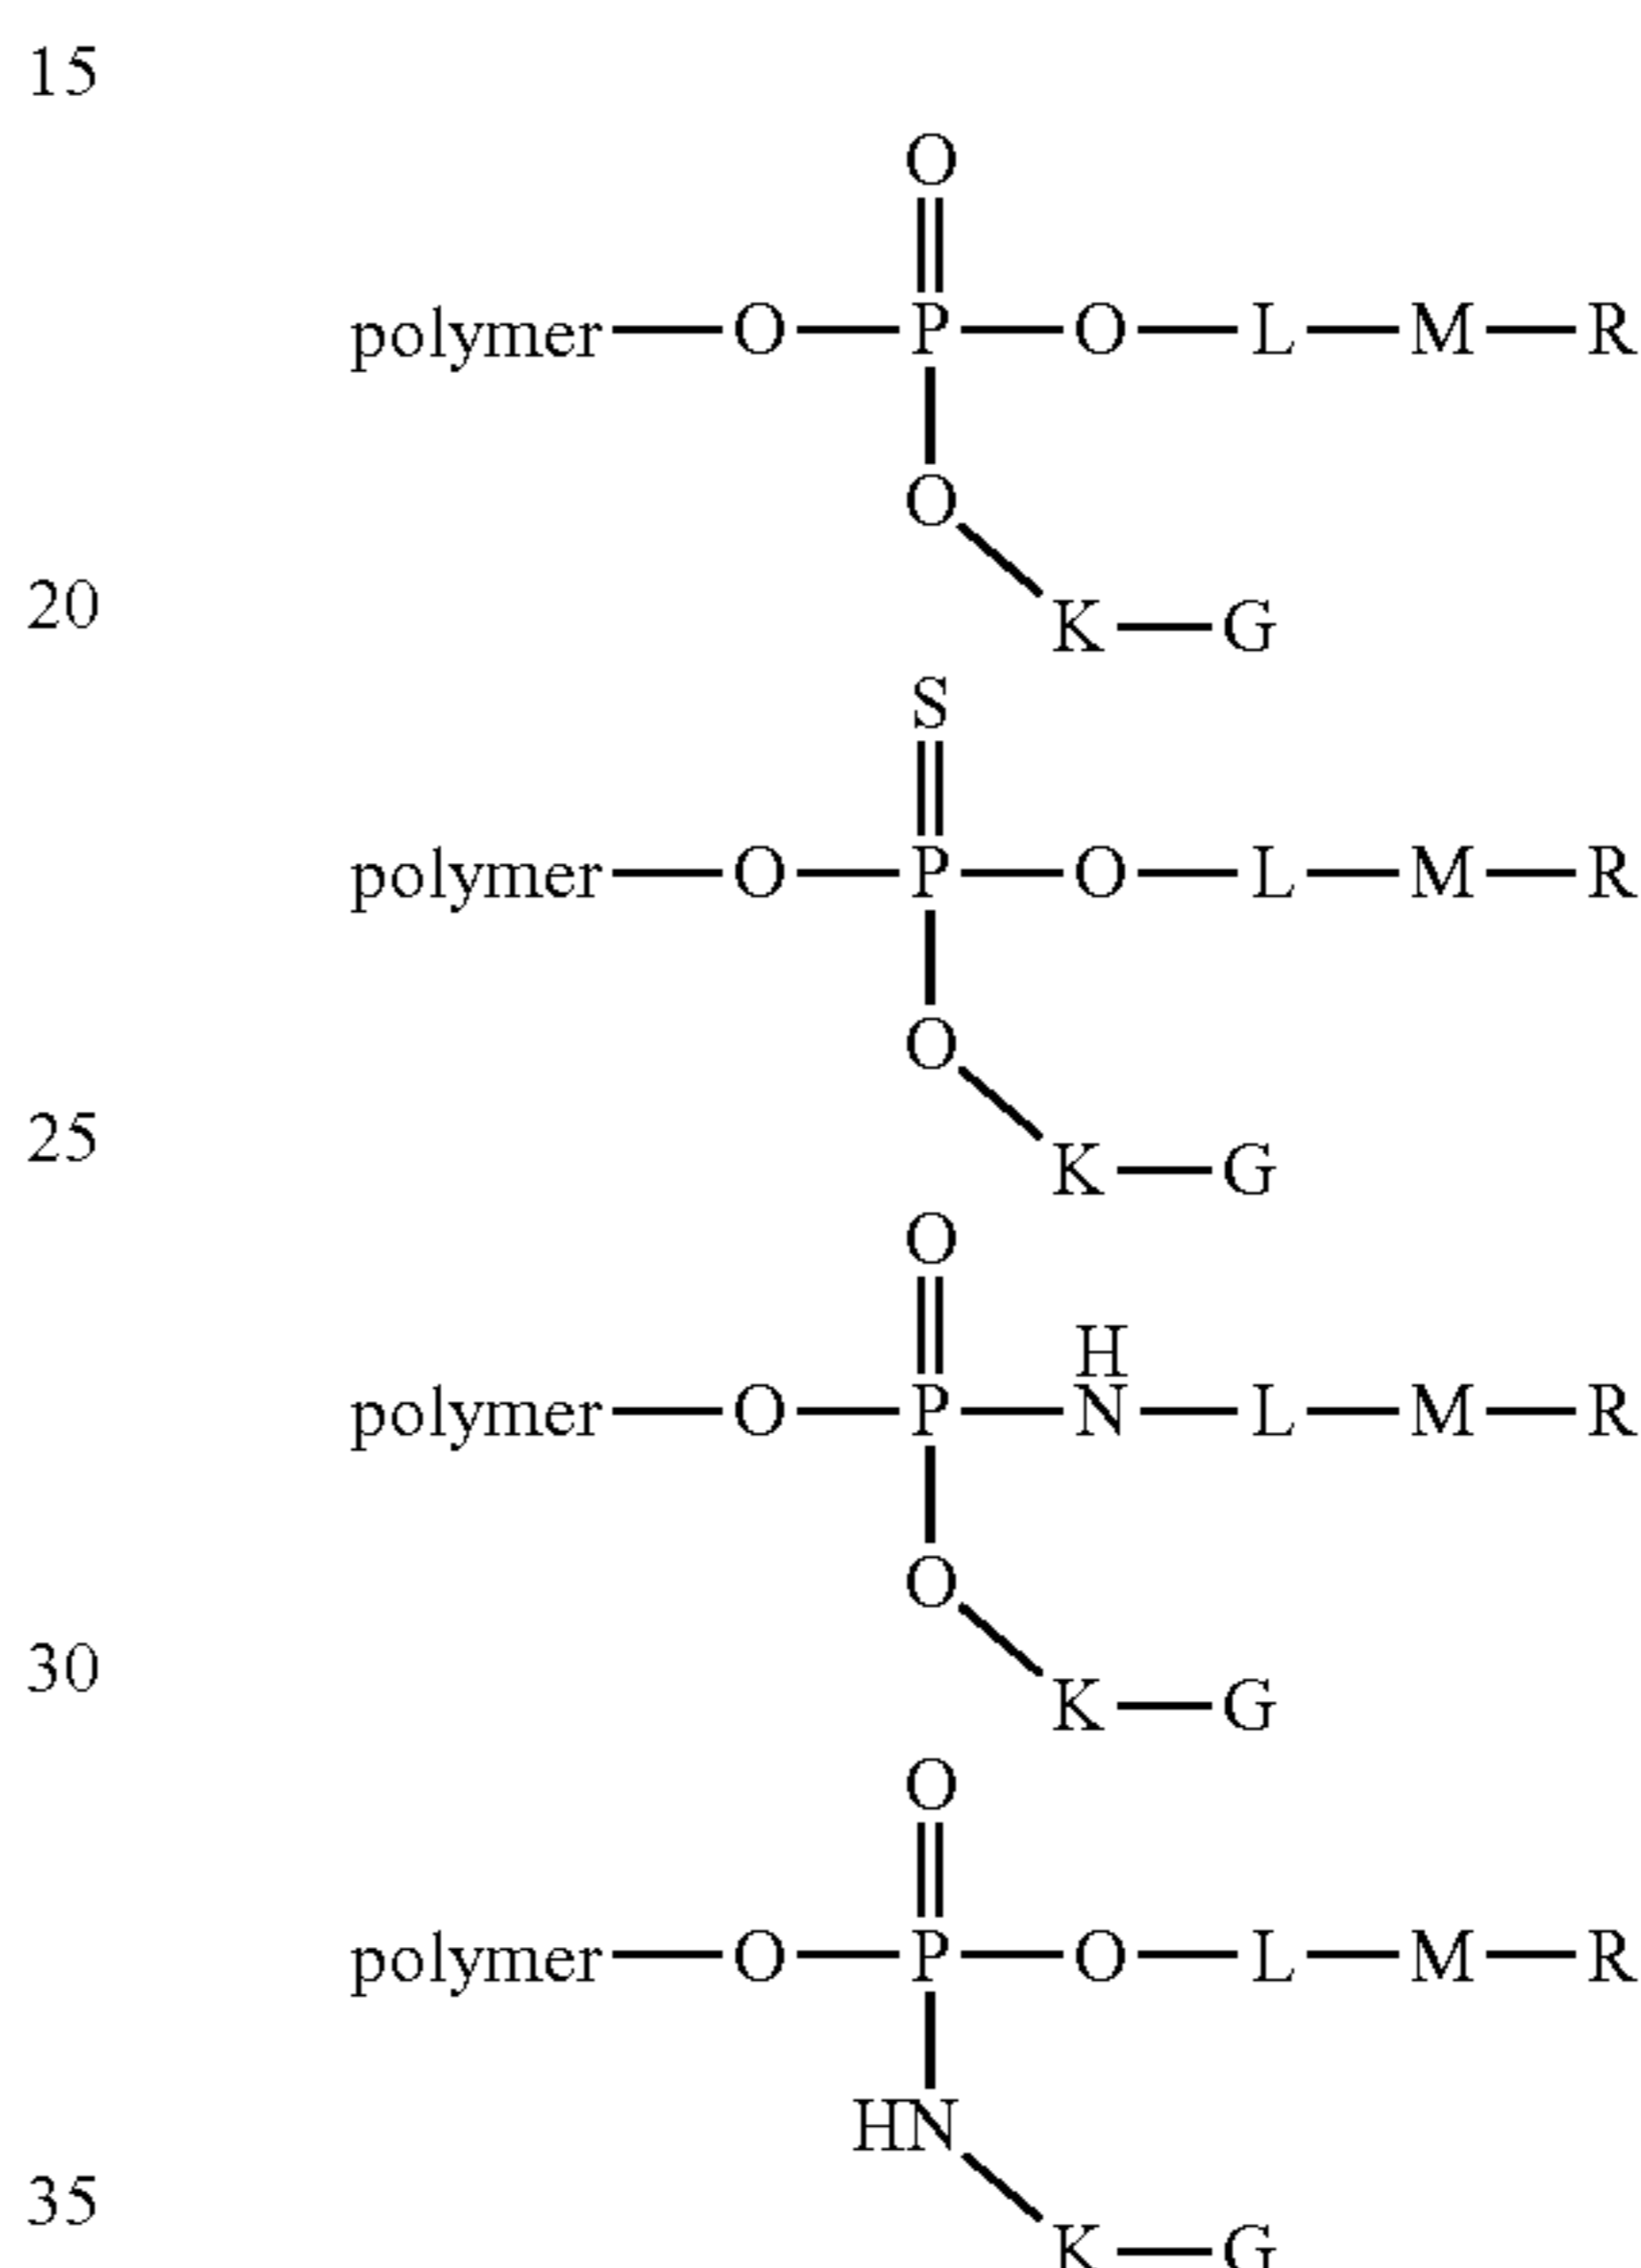 15
O
polymer—O—P—O—L—M—R
O
20
K—G
S
polymer—O—P—O—L—M—R
O
25
K—G
O
H
polymer—O—P—N—L—M—R
O
30
K—G
O
polymer—O—P—O—L—M—R
HN
35
K—G